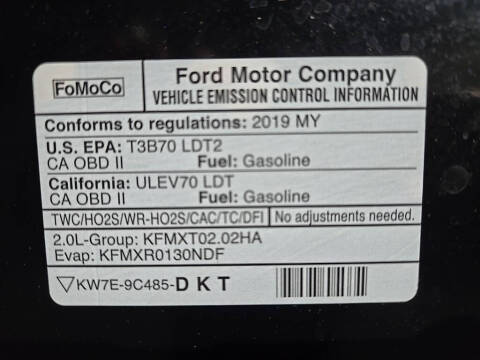 FoMoCo
Ford Motor Company
VEHICLE EMISSION CONTROL INFORMATION
Conforms to regulations: 2019 MY
U.S. EPA: T3B70 LDT2
CA OBD II Fuel: Gasoline
California: ULEV70 LDT
CA OBD II Fuel: Gasoline
TWC/HO2S/WR-HO2S/CAC/TC/DFI No adjustments needed.
2.0L-Group: KFMXT02.02HA
Evap: KFMXR0130NDF
KW7E-9C485-D K T